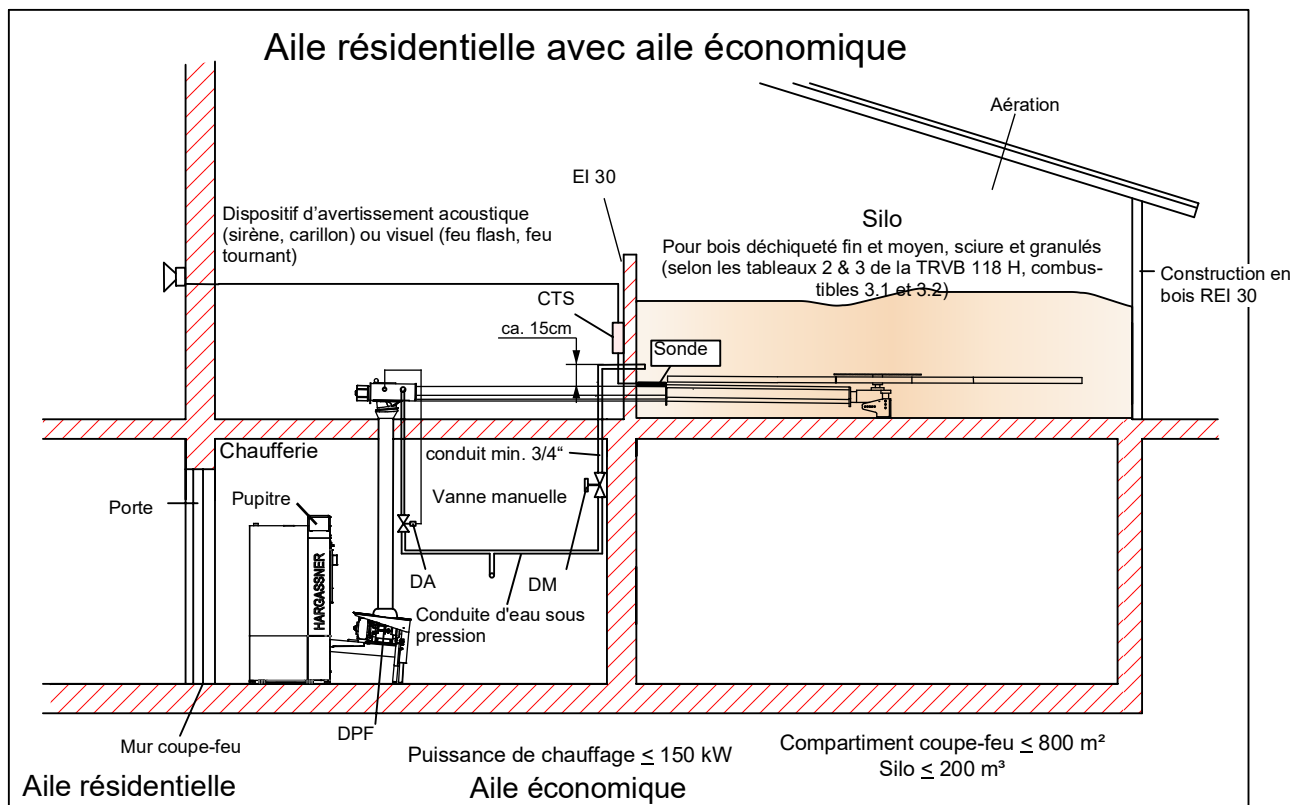 Aile résidentielle avec aile économique
Aération
EI 30
Dispositif d'avertissement acoustique
(sirène, carillon) ou visuel (feu flash, feu
tournant)
Silo
Pour bois déchiqueté fin et moyen, sciure et granulés
(selon les tableaux 2 & 3 de la TRVB 118 H, combus-
tibles 3.1 et 3.2)
Construction en
bois REI 30
CTS
ca. 15cm
Sonde
Chaufferie
conduit min. 3/4“
Porte
Pupitre
Vanne manuelle
HARGASSNER
DA
DM
Conduite d'eau sous
pression
DPF
Mur coupe-feu
Puissance de chauffage ≤ 150 kW
Compartiment coupe-feu ≤ 800 m²
Silo ≤ 200 m³
Aile résidentielle
Aile économique